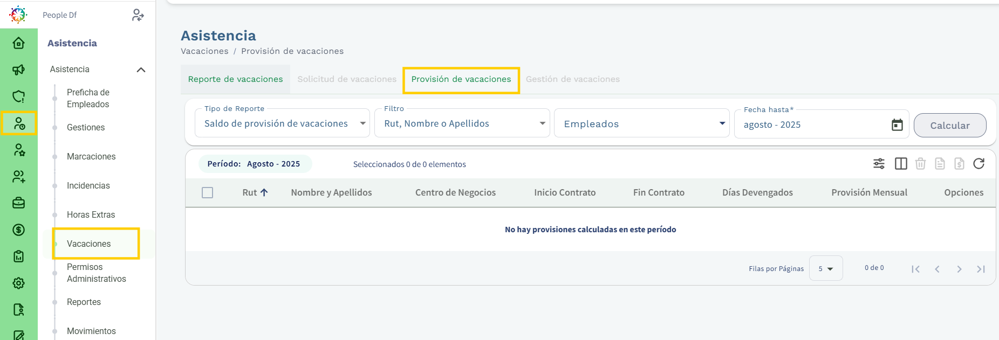 People Df
Asistencia
Asistencia
Preficha de
Empleados
Gestiones
Marcaciones
Incidencias
Horas Extras
Vacaciones
Permisos
Administrativos
Reportes
Movimientos
Asistencia
Vacaciones / Provisión de vacaciones
Reporte de vacaciones Solicitud de vacaciones Provisión de vacaciones Gestión de vacaciones
Tipo de Reporte Filtro Fecha hasta*
Saldo de provisión de vacaciones Rut, Nombre o Apellidos Empleados agosto - 2025 Calcular
Período: Agosto - 2025 Seleccionados 0 de 0 elementos
Rut Nombre y Apellidos Centro de Negocios Inicio Contrato Fin Contrato Días Devengados Provisión Mensual Opciones
No hay provisiones calculadas en este período
Filas por Páginas 5 0 de 0